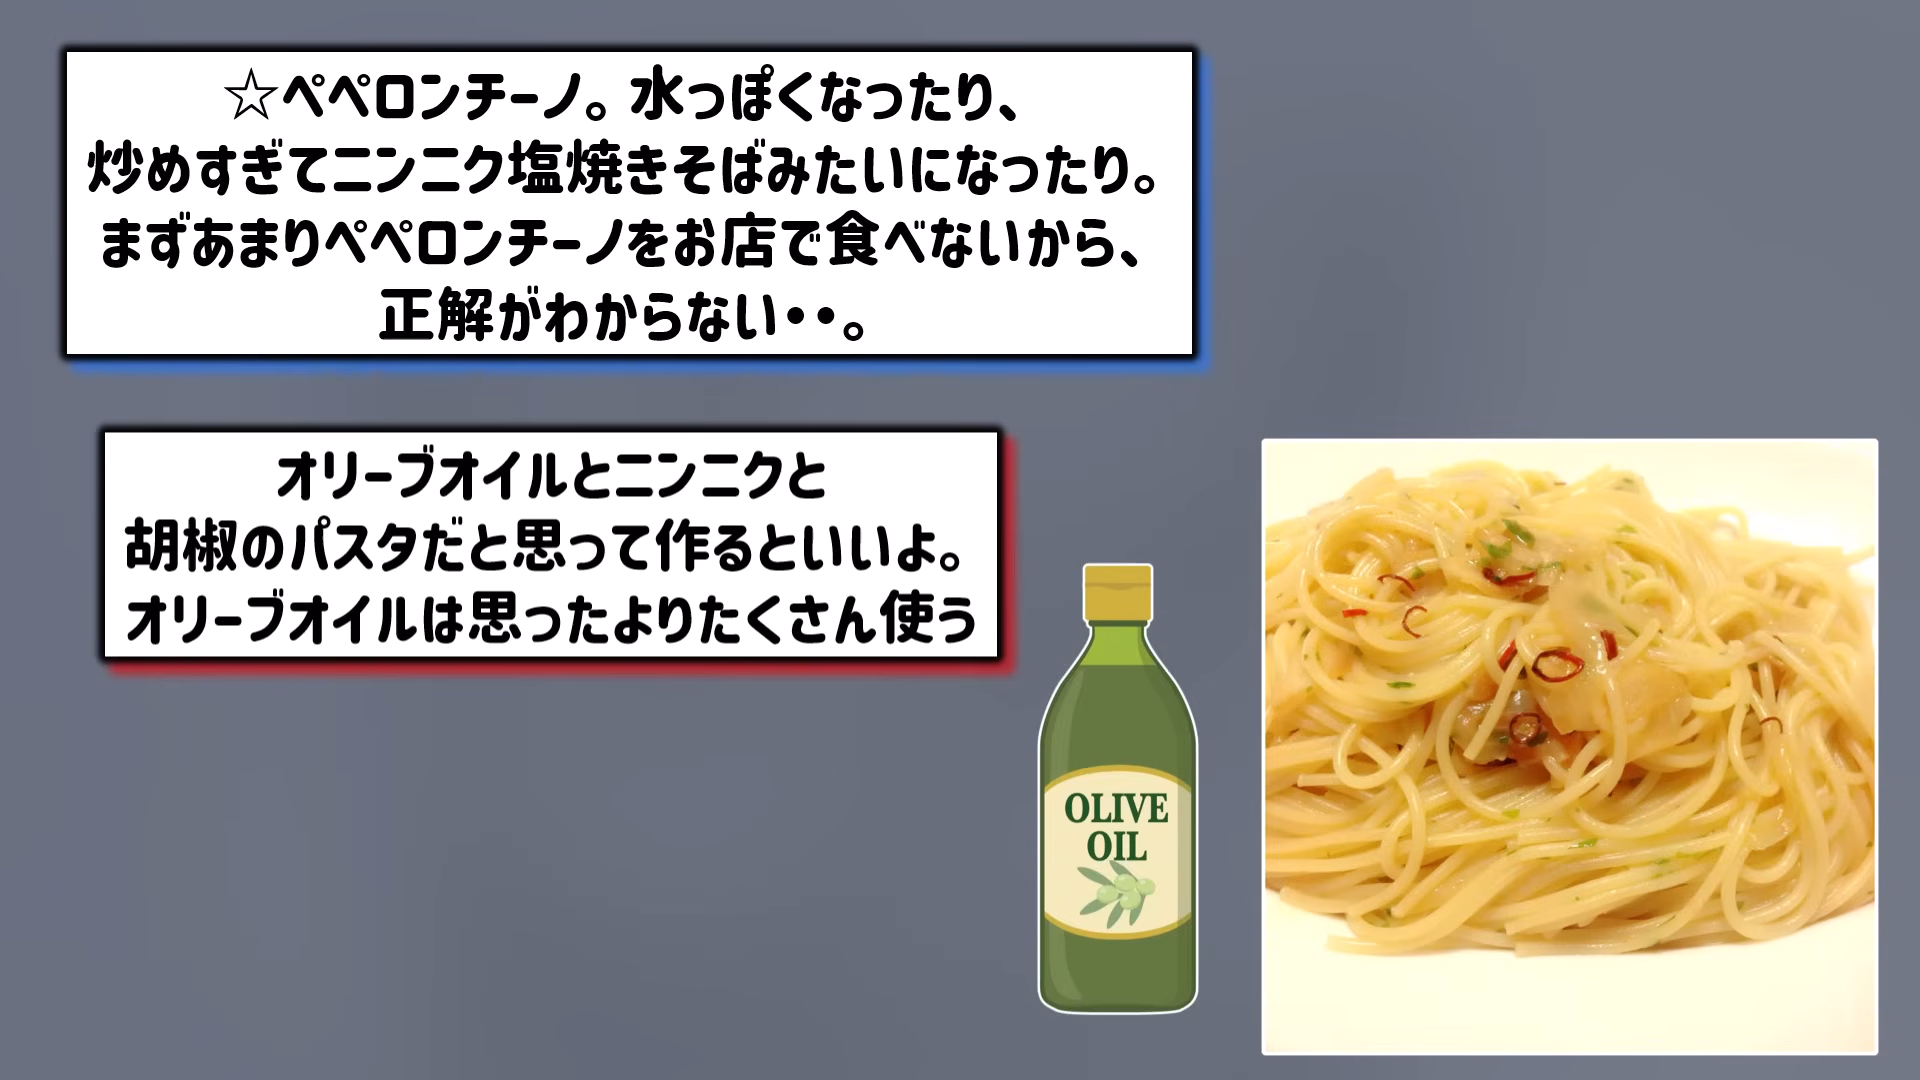 ☆ペペロンチーノ。水っぽくなったり、
炒めすぎてニンニク塩焼きそばみたいになったり。
まずあまりペペロンチーノをお店で食べないから、
正解がわからない・・。
オリーブオイルとニンニクと
胡椒のパスタだと思って作るといいよ。
オリーブオイルは思ったよりたくさん使う
OLIVE
OIL